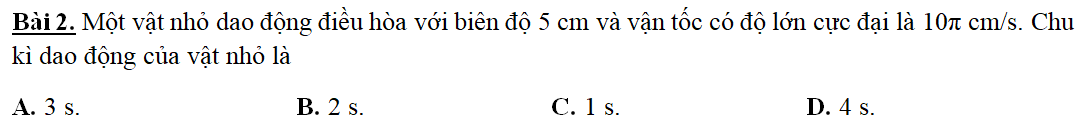 Bài 2. Một vật nhỏ dao động điều hòa với biên độ 5 cm và vận tốc có độ lớn cực đại là 10π cm/s. Chu
kì dao động của vật nhỏ là
A. 3 s. B. 2 s. C. 1 s. D. 4 s.